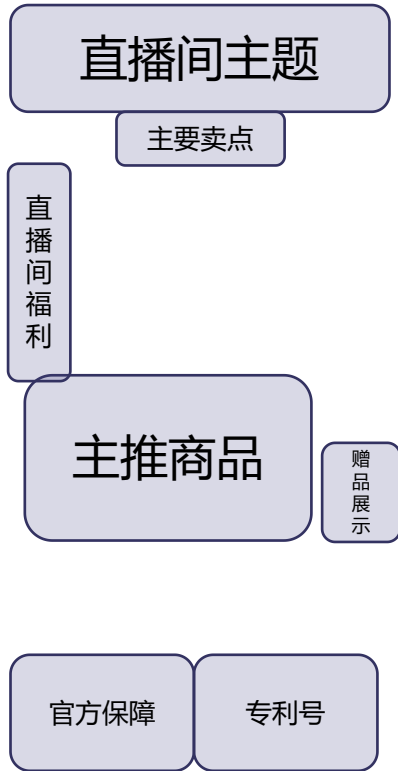 直播间主题
主要卖点
直播间福利
主推商品
赠品展示
官方保障
专利号